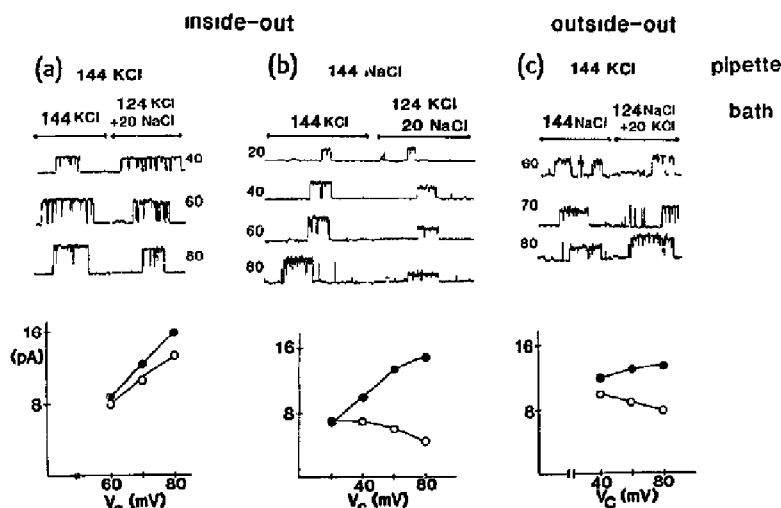 inside-out
outside-out
(a) 144 KCl
(b) 144 NaCl
(c) 144 KCl
pipette
144 KCl
124 KCl
+20 NaCl
144 KCl
124 KCl
20 NaCl
144 NaCl
124 NaCl
+20 KCl
bath
40
60
80
20
40
60
80
60
70
80
16
(pA)
8
60 80
(mV)
16
8
40 80
(mV)
16
8
40 80
VC (mV)